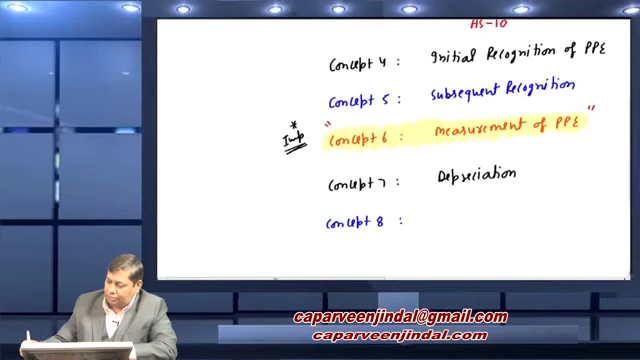 AS-10
Concept 4 : Initial Recognition of PPE
Concept 5 : Subsequent Recognition
* Imp " Concept 6 : Measurement of PPE "
Concept 7 : Depreciation
Concept 8 :
caparveenjindal@gmail.com
caparveenjindal.com